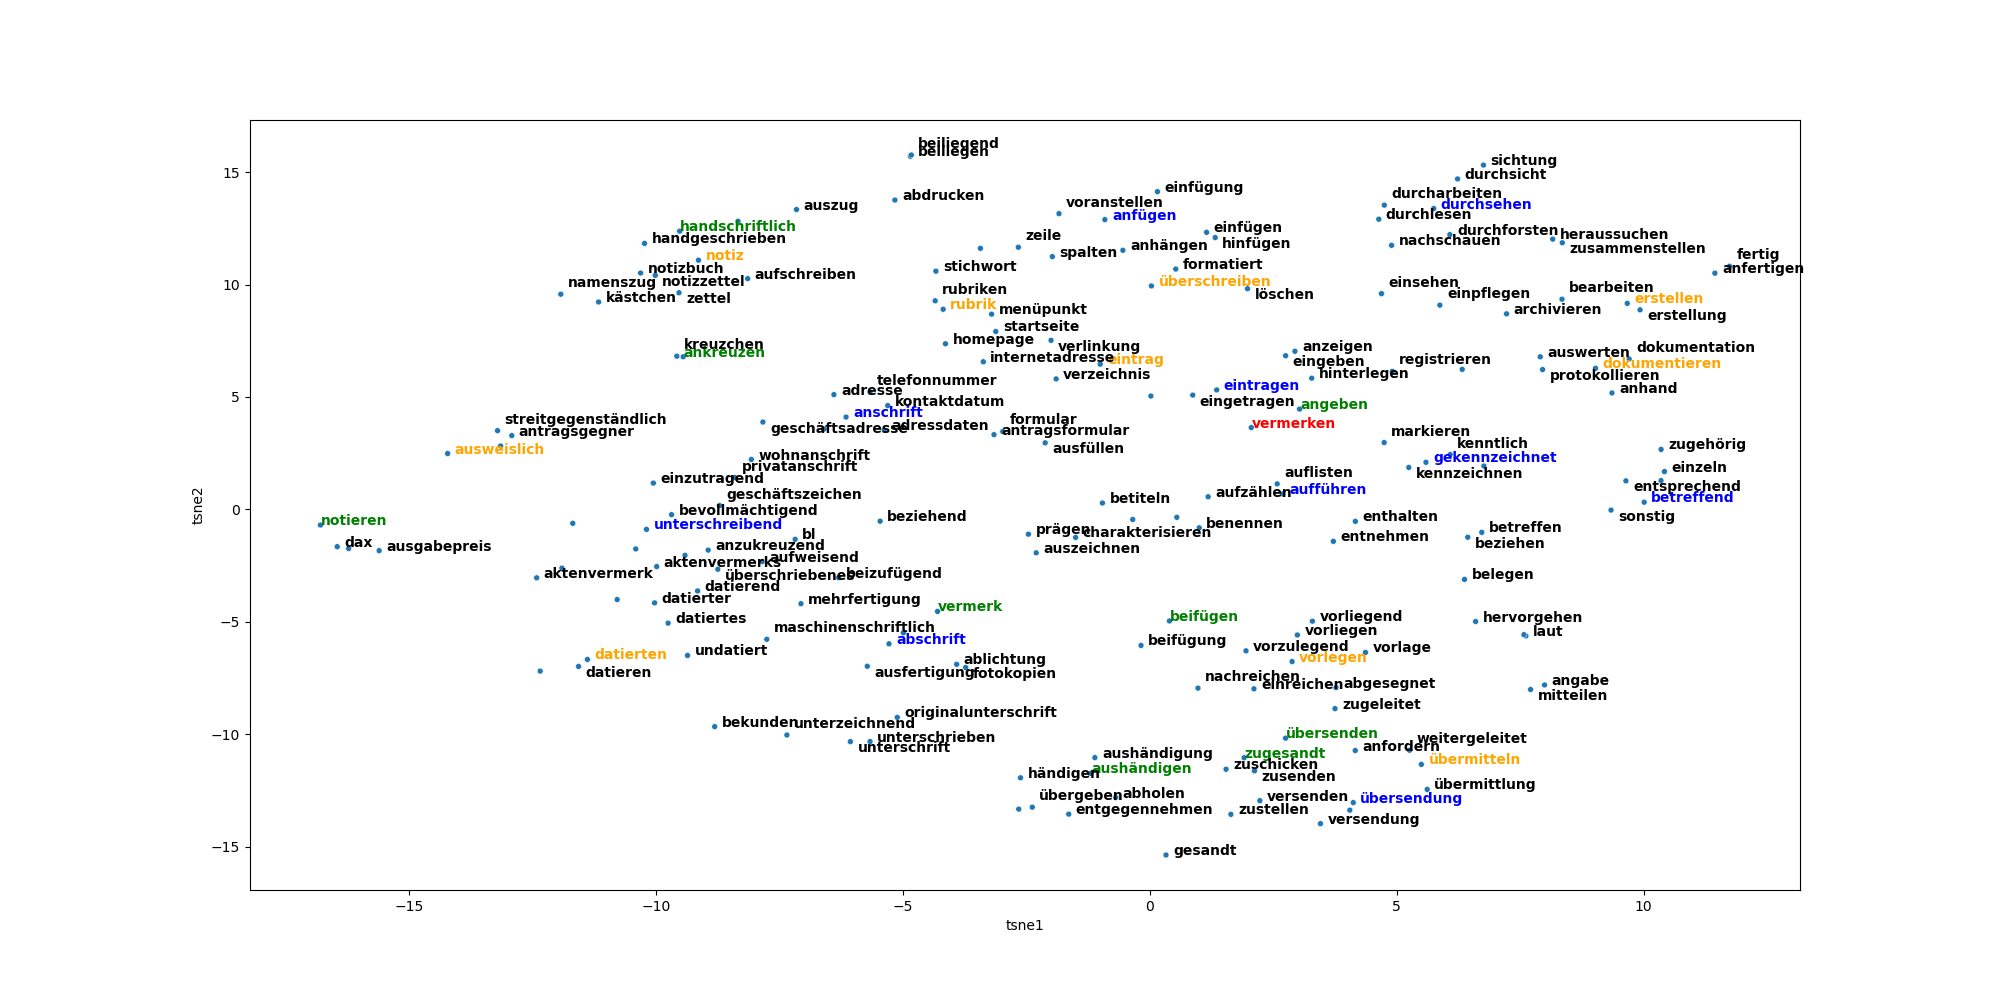 beiliegend
beiliegen
sichtung
durchsicht
einfügung
abdrucken
durcharbeiten
auszug
voranstellen
durchsehen
anfügen
durchlesen
handschriftlich
einfügen
durchforsten
heraussuchen
handgeschrieben
zeile
hinfügen
nachschauen
zusammenstellen
anhängen
spalten
fertig
notiz
formatiert
anfertigen
stichwort
notizbuch
aufschreiben
namenszug
notizzettel
überschreiben
einsehen
kästchen
zettel
rubriken
löschen
einpflegen
bearbeiten
erstellen
rubrik
menüpunkt
archivieren
erstellung
startseite
kreuzchen
homepage
verlinkung
anzeigen
auswerten
dokumentation
ankreuzen
internetadresse
eintrag
eingeben
registrieren
dokumentieren
verzeichnis
hinterlegen
protokollieren
telefonnummer
eintragen
anhand
adresse
kontaktdatum
eingetragen
angeben
streitgegenständlich
anschrift
formular
vermerken
antragsgegner
geschäftsadresse
adressdaten
antragsformular
markieren
ausweislich
ausfüllen
kenntlich
zugehörig
wohnanschrift
gekennzeichnet
privatanschrift
auflisten
kennzeichnen
einzeln
einzutragend
entsprechend
geschäftszeichen
betiteln
aufzählen
aufführen
betreffend
notieren
bevollmächtigend
beziehend
enthalten
sonstig
unterschreibend
prägen
benennen
betreffen
bl
charakterisieren
entnehmen
beziehen
dax
ausgabepreis
anzukreuzend
auszeichnen
aufweisend
aktenvermerk
aktenvermerks
überschriebenes
beizufügend
belegen
datierend
datierter
mehrfertigung
vermerk
beifügen
vorliegend
hervorgehen
datiertes
maschinenschriftlich
vorliegen
laut
abschrift
beifügung
vorzulegend
vorlage
datierten
undatiert
ablichtung
vorlegen
datieren
ausfertigung
fotokopien
nachreichen
einreichen
abgesegnet
angabe
mitteilen
zugeleitet
originalunterschrift
bekunden
unterzeichnend
übersenden
unterschrieben
weitergeleitet
unterschrift
anfordern
aushändigung
zugesandt
übermitteln
händigen
aushändigen
zuschicken
zusenden
übermittlung
übergeben
abholen
versenden
übersendung
entgegennehmen
zustellen
versendung
gesandt
15
10
5
0
−5
−10
−15
tsne2
−15
−10
−5
0
5
10
tsne1